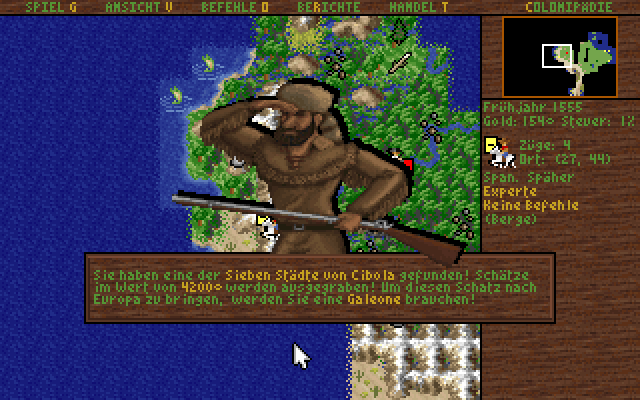 SPIEL G ANSICHT V BEFEHLE O BERICHTE HANDEL T COLONIPÄDIE
Frühjahr 1555
Gold: 154¤ Steuer: 1%
Züge: 4
Ort: (27, 44)
Span. Späher
Experte
Keine Befehle
(Berge)
Sie haben eine der Sieben Städte von Cibola gefunden! Schätze
im Wert von 4200¤ werden ausgegraben! Um diesen Schatz nach
Europa zu bringen, werden Sie eine Galeone brauchen!